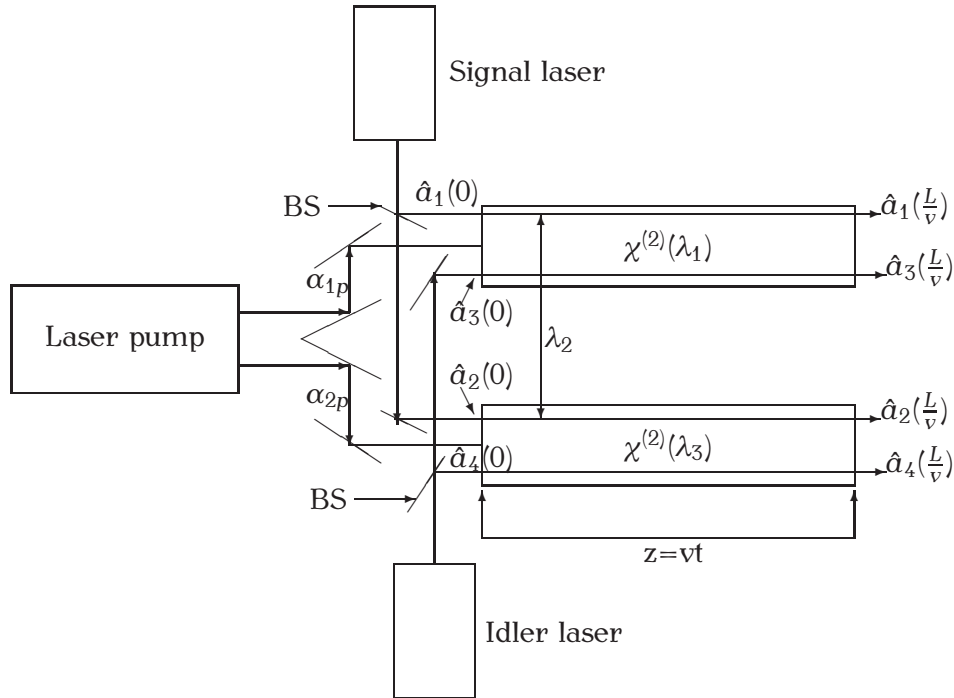 Signal laser
BS
â₁(0)
â₁(L/v)
χ⁽²⁾(λ₁)
α₁ₚ
â₃(L/v)
â₃(0)
Laser pump
λ₂
â₂(0)
α₂ₚ
â₂(L/v)
χ⁽²⁾(λ₃)
â₄(0)
â₄(L/v)
BS
z=vt
Idler laser